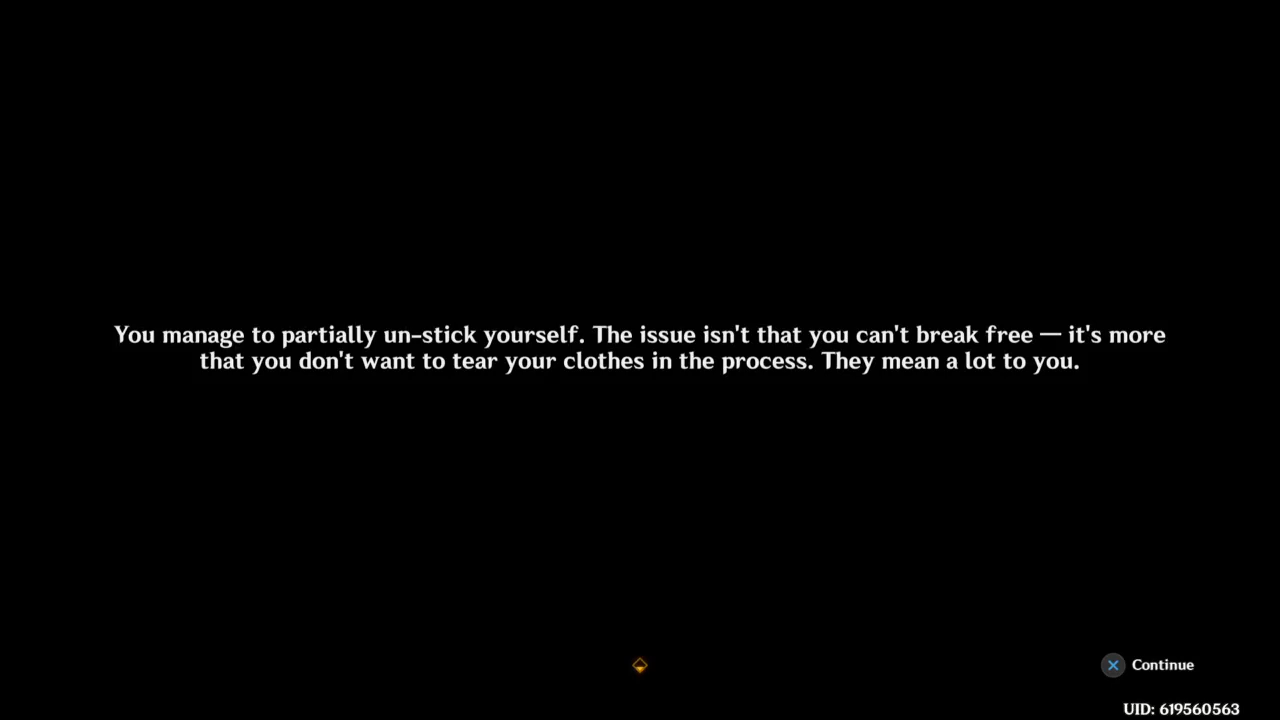 You manage to partially un-stick yourself. The issue isn't that you can't break free — it's more
that you don't want to tear your clothes in the process. They mean a lot to you.
Continue
UID: 619560563